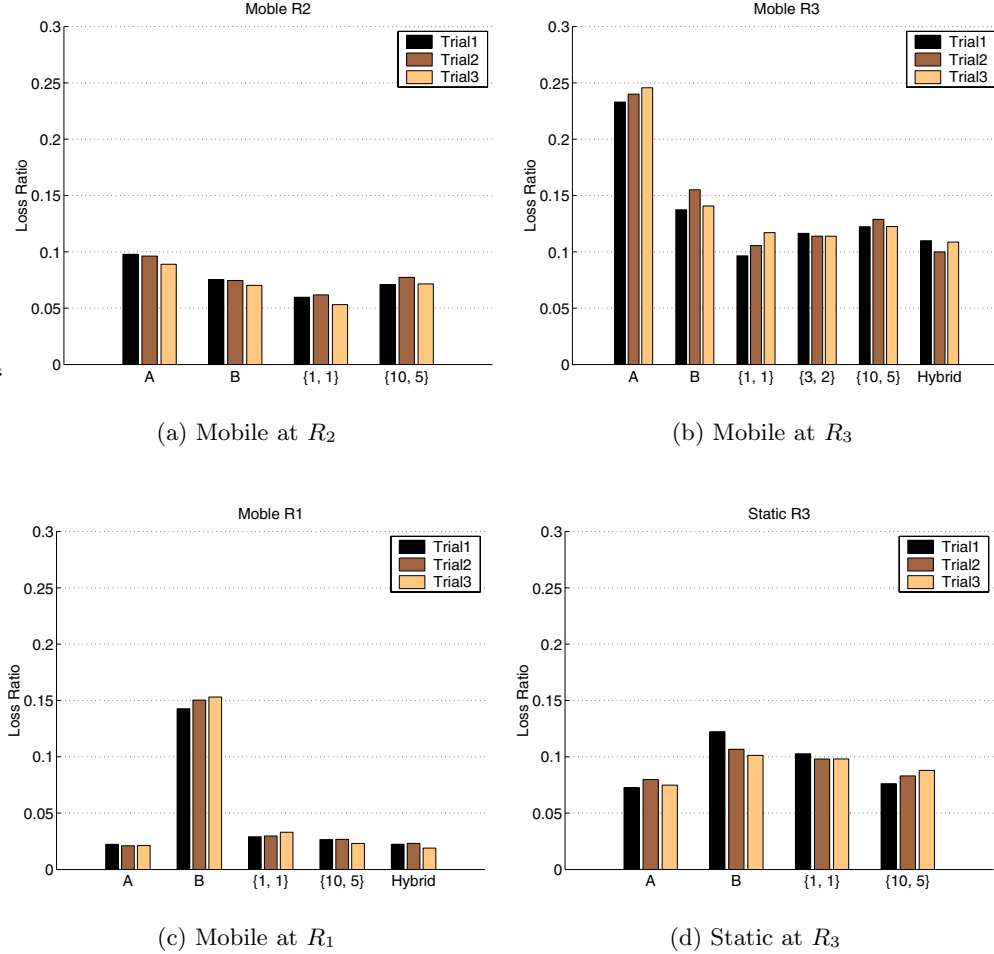 Moble R2
0.3
0.25
0.2
0.15
0.1
0.05
0
Loss Ratio
Trial1
Trial2
Trial3
A B {1, 1} {10, 5}
(a) Mobile at R2
Moble R3
0.3
0.25
0.2
0.15
0.1
0.05
0
Loss Ratio
Trial1
Trial2
Trial3
A B {1, 1} {3, 2} {10, 5} Hybrid
(b) Mobile at R3
Moble R1
0.3
0.25
0.2
0.15
0.1
0.05
0
Loss Ratio
Trial1
Trial2
Trial3
A B {1, 1} {10, 5} Hybrid
(c) Mobile at R1
Static R3
0.3
0.25
0.2
0.15
0.1
0.05
0
Loss Ratio
Trial1
Trial2
Trial3
A B {1, 1} {10, 5}
(d) Static at R3